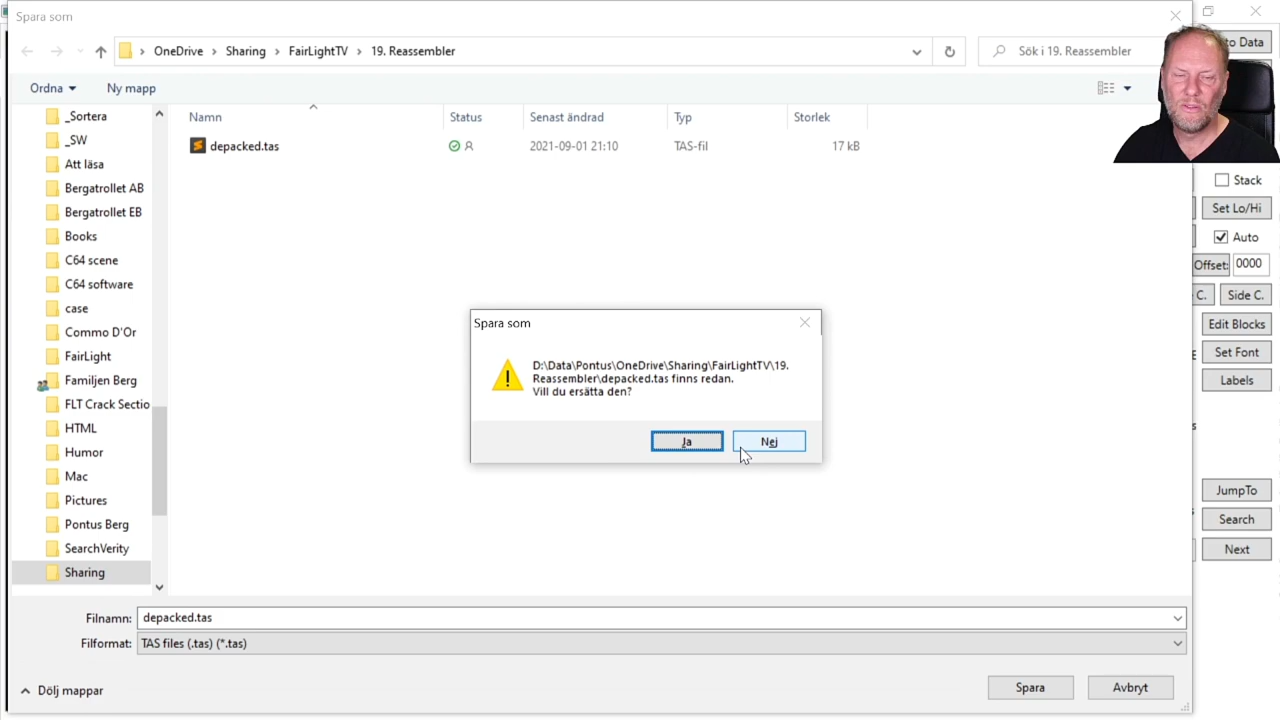 Spara som
OneDrive > Sharing > FairLightTV > 19. Reassembler
Sök i 19. Reassembler
Ordna
Ny mapp
Namn
Status
Senast ändrad
Typ
Storlek
depacked.tas
2021-09-01 21:10
TAS-fil
17 kB
_Sortera
_SW
Att läsa
Bergatrollet AB
Bergatrollet EB
Books
C64 scene
C64 software
case
Commo D'Or
FairLight
Familjen Berg
FLT Crack Sectio
HTML
Humor
Mac
Pictures
Pontus Berg
SearchVerity
Sharing
Spara som
D:\Data\Pontus\OneDrive\Sharing\FairLightTV\19.
Reassembler\depacked.tas finns redan.
Vill du ersätta den?
Ja
Nej
Filnamn:
depacked.tas
Filformat:
TAS files (.tas) (*.tas)
Dölj mappar
Spara
Avbryt
Data
Stack
Set Lo/Hi
Auto
Offset:
0000
C.
Side C.
Edit Blocks
Set Font
Labels
JumpTo
Search
Next